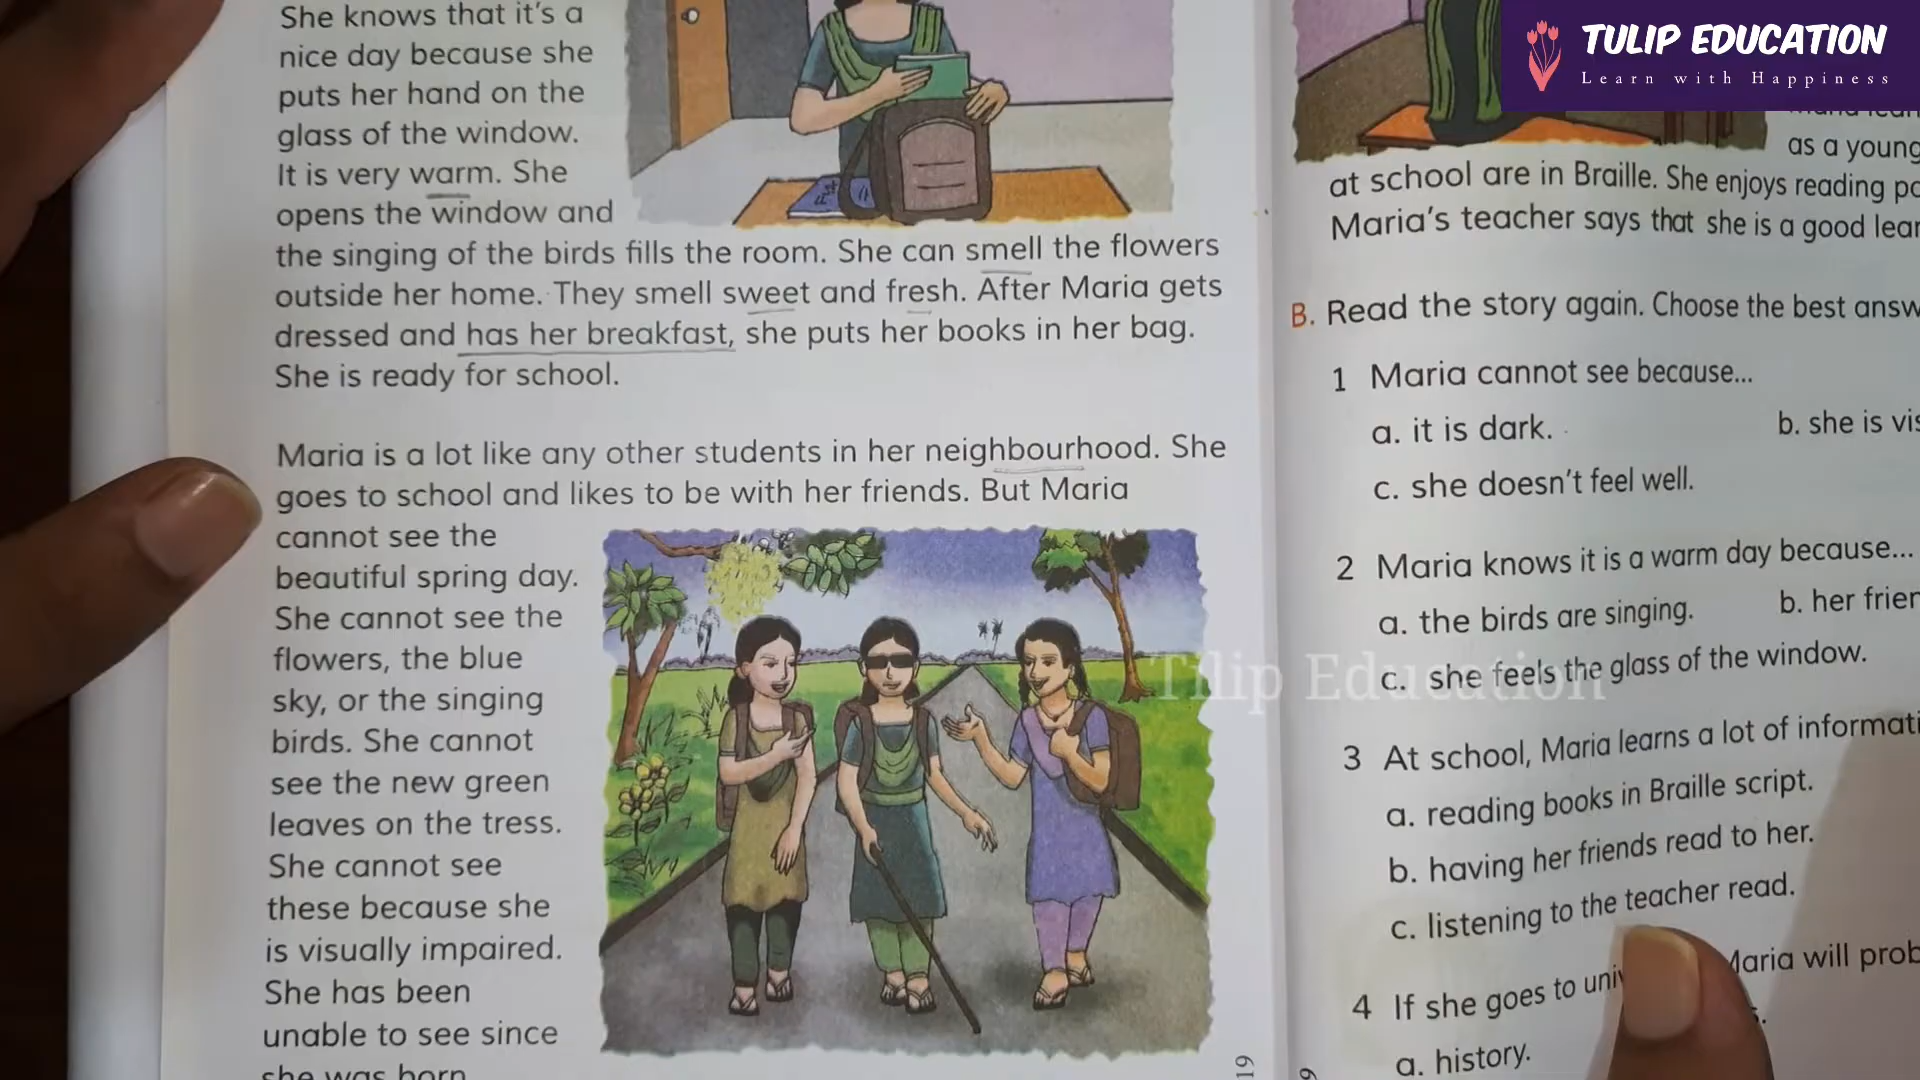 She knows that it's a
nice day because she
puts her hand on the
glass of the window.
It is very warm. She
opens the window and
the singing of the birds fills the room. She can smell the flowers
outside her home. They smell sweet and fresh. After Maria gets
dressed and has her breakfast, she puts her books in her bag.
She is ready for school.
Maria is a lot like any other students in her neighbourhood. She
goes to school and likes to be with her friends. But Maria
cannot see the
beautiful spring day.
She cannot see the
flowers, the blue
sky, or the singing
birds. She cannot
see the new green
leaves on the tress.
She cannot see
these because she
is visually impaired.
She has been
unable to see since
she was born
19
TULIP EDUCATION
Learn with Happiness
as a young
at school are in Braille. She enjoys reading
Maria's teacher says that she is a good
B. Read the story again. Choose the best
1 Maria cannot see because...
a. it is dark.
b. she is
c. she doesn't feel well.
2 Maria knows it is a warm day because...
a. the birds are singing.
b. her
c. she feels the glass of the window.
3 At school, Maria learns a lot of
a. reading books in Braille script.
b. having her friends read to her.
c. listening to the teacher read.
4 If she goes to Maria will
a. history.
Tilip Education